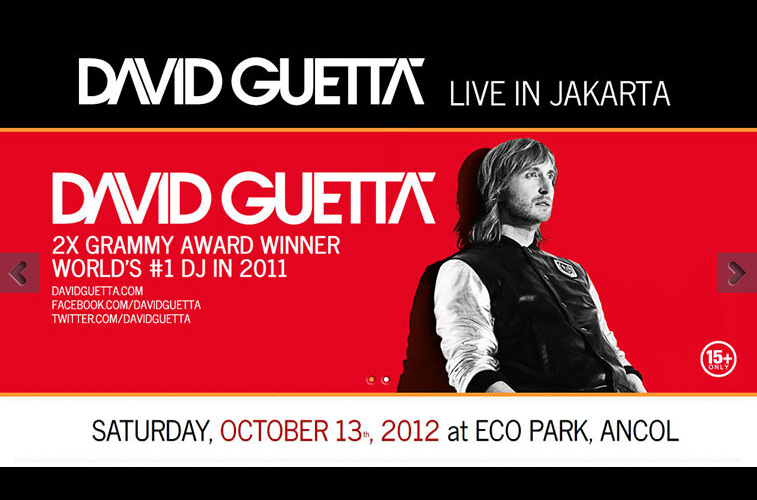 DAVID GUETTA LIVE IN JAKARTA
DAVID GUETTA
2X GRAMMY AWARD WINNER
WORLD'S #1 DJ IN 2011
DAVIDGUETTA.COM
FACEBOOK.COM/DAVIDGUETTA
TWITTER.COM/DAVIDGUETTA
15+
ONLY
SATURDAY, OCTOBER 13th, 2012 at ECO PARK, ANCOL